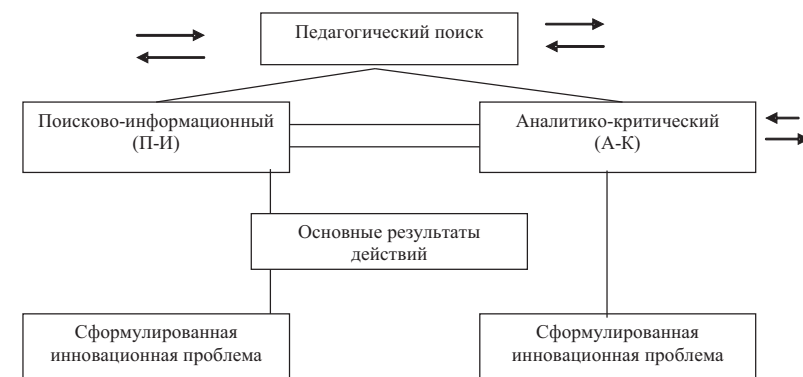 Педагогический поиск
Поисково-информационный
(П-И)
Аналитико-критический
(А-К)
Основные результаты
действий
Сформулированная
инновационная проблема
Сформулированная
инновационная проблема